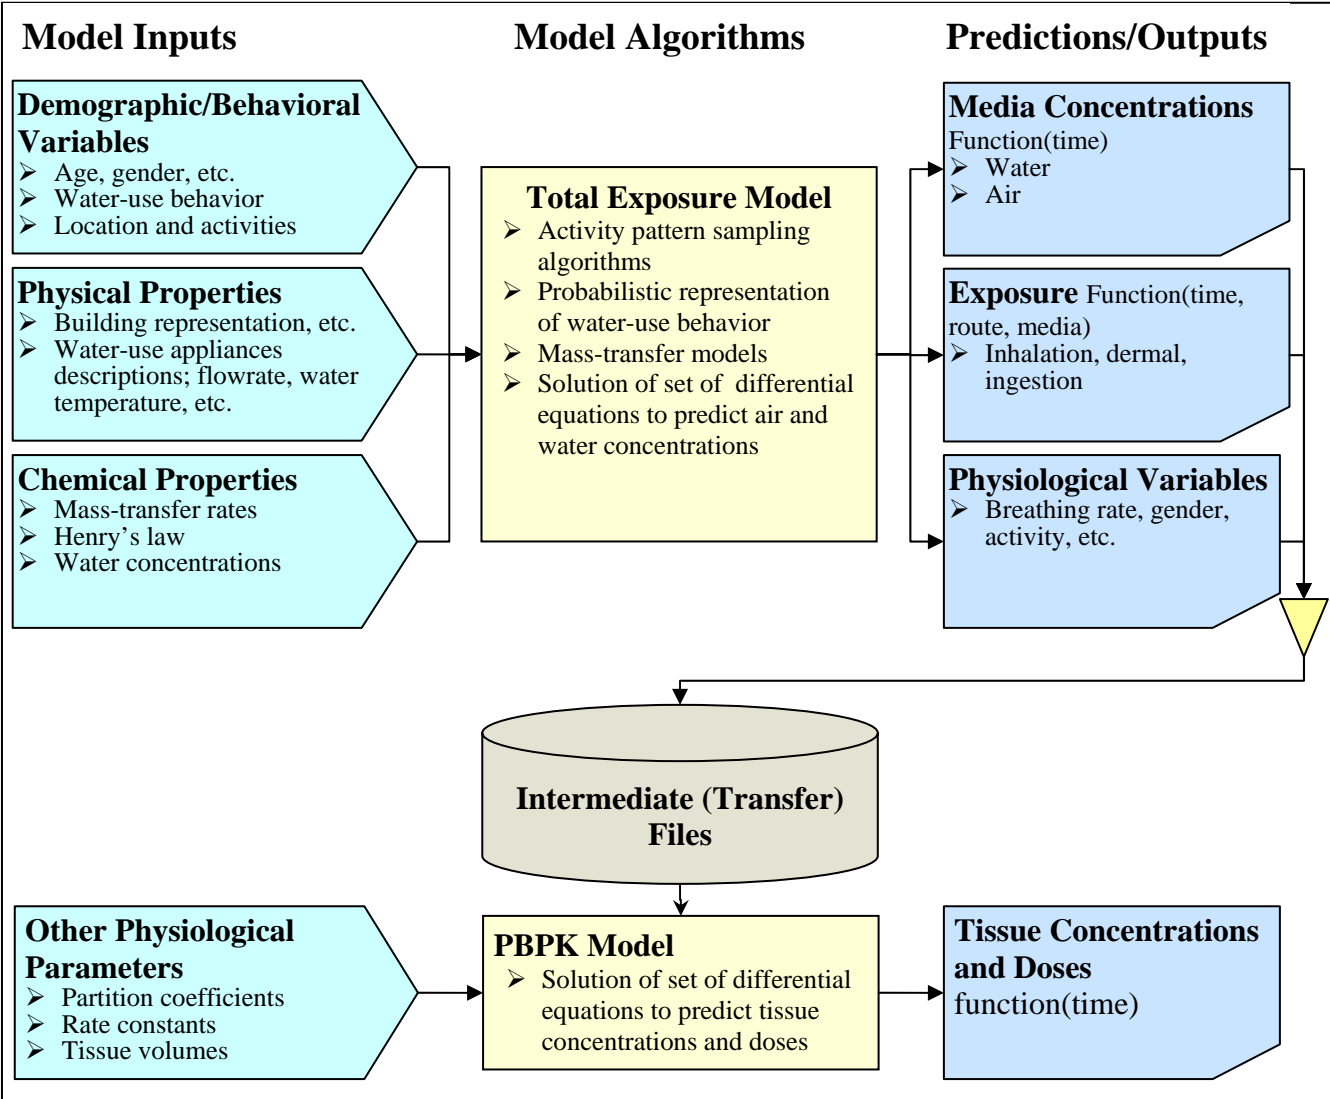 Model Inputs
Model Algorithms
Predictions/Outputs
Demographic/Behavioral
Variables
➢ Age, gender, etc.
➢ Water-use behavior
➢ Location and activities
Physical Properties
➢ Building representation, etc.
➢ Water-use appliances
descriptions; flowrate, water
temperature, etc.
Chemical Properties
➢ Mass-transfer rates
➢ Henry’s law
➢ Water concentrations
Total Exposure Model
➢ Activity pattern sampling
algorithms
➢ Probabilistic representation
of water-use behavior
➢ Mass-transfer models
➢ Solution of set of differential
equations to predict air and
water concentrations
Media Concentrations
Function(time)
➢ Water
➢ Air
Exposure Function(time,
route, media)
➢ Inhalation, dermal,
ingestion
Physiological Variables
➢ Breathing rate, gender,
activity, etc.
Intermediate (Transfer)
Files
Other Physiological
Parameters
➢ Partition coefficients
➢ Rate constants
➢ Tissue volumes
PBPK Model
➢ Solution of set of differential
equations to predict tissue
concentrations and doses
Tissue Concentrations
and Doses
function(time)